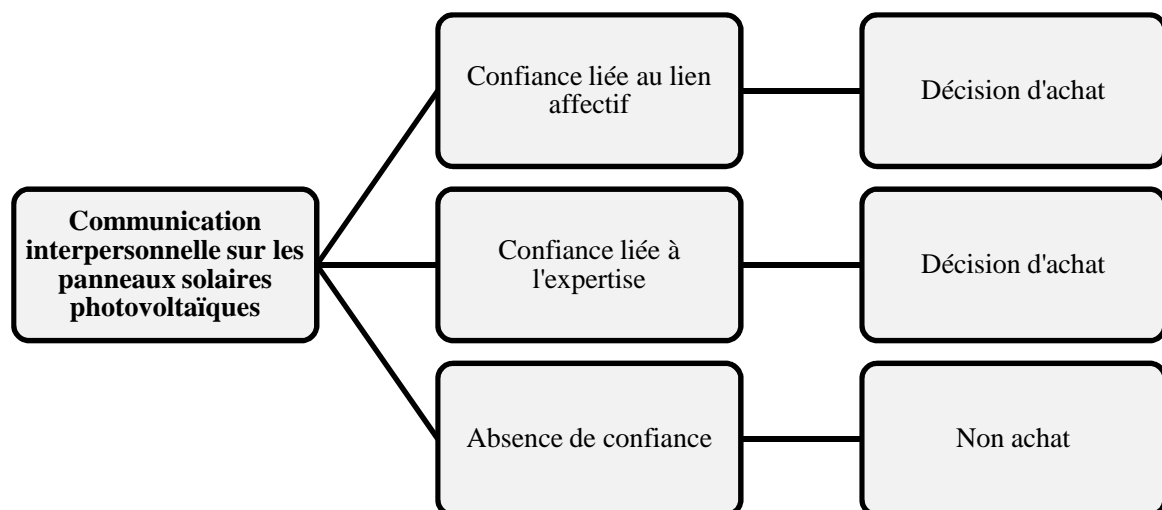 Confiance liée au lien
affectif
Décision d'achat
Communication
interpersonnelle sur les
panneaux solaires
photovoltaïques
Confiance liée à
l'expertise
Décision d'achat
Absence de confiance
Non achat